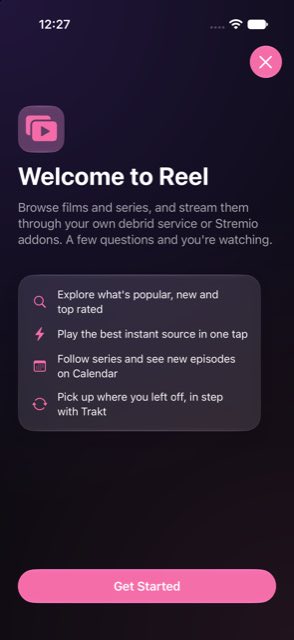 12:27
Welcome to Reel
Browse films and series, and stream them
through your own debrid service or Stremio
addons. A few questions and you're watching.
Explore what's popular, new and
top rated
Play the best instant source in one tap
Follow series and see new episodes
on Calendar
Pick up where you left off, in step
with Trakt
Get Started